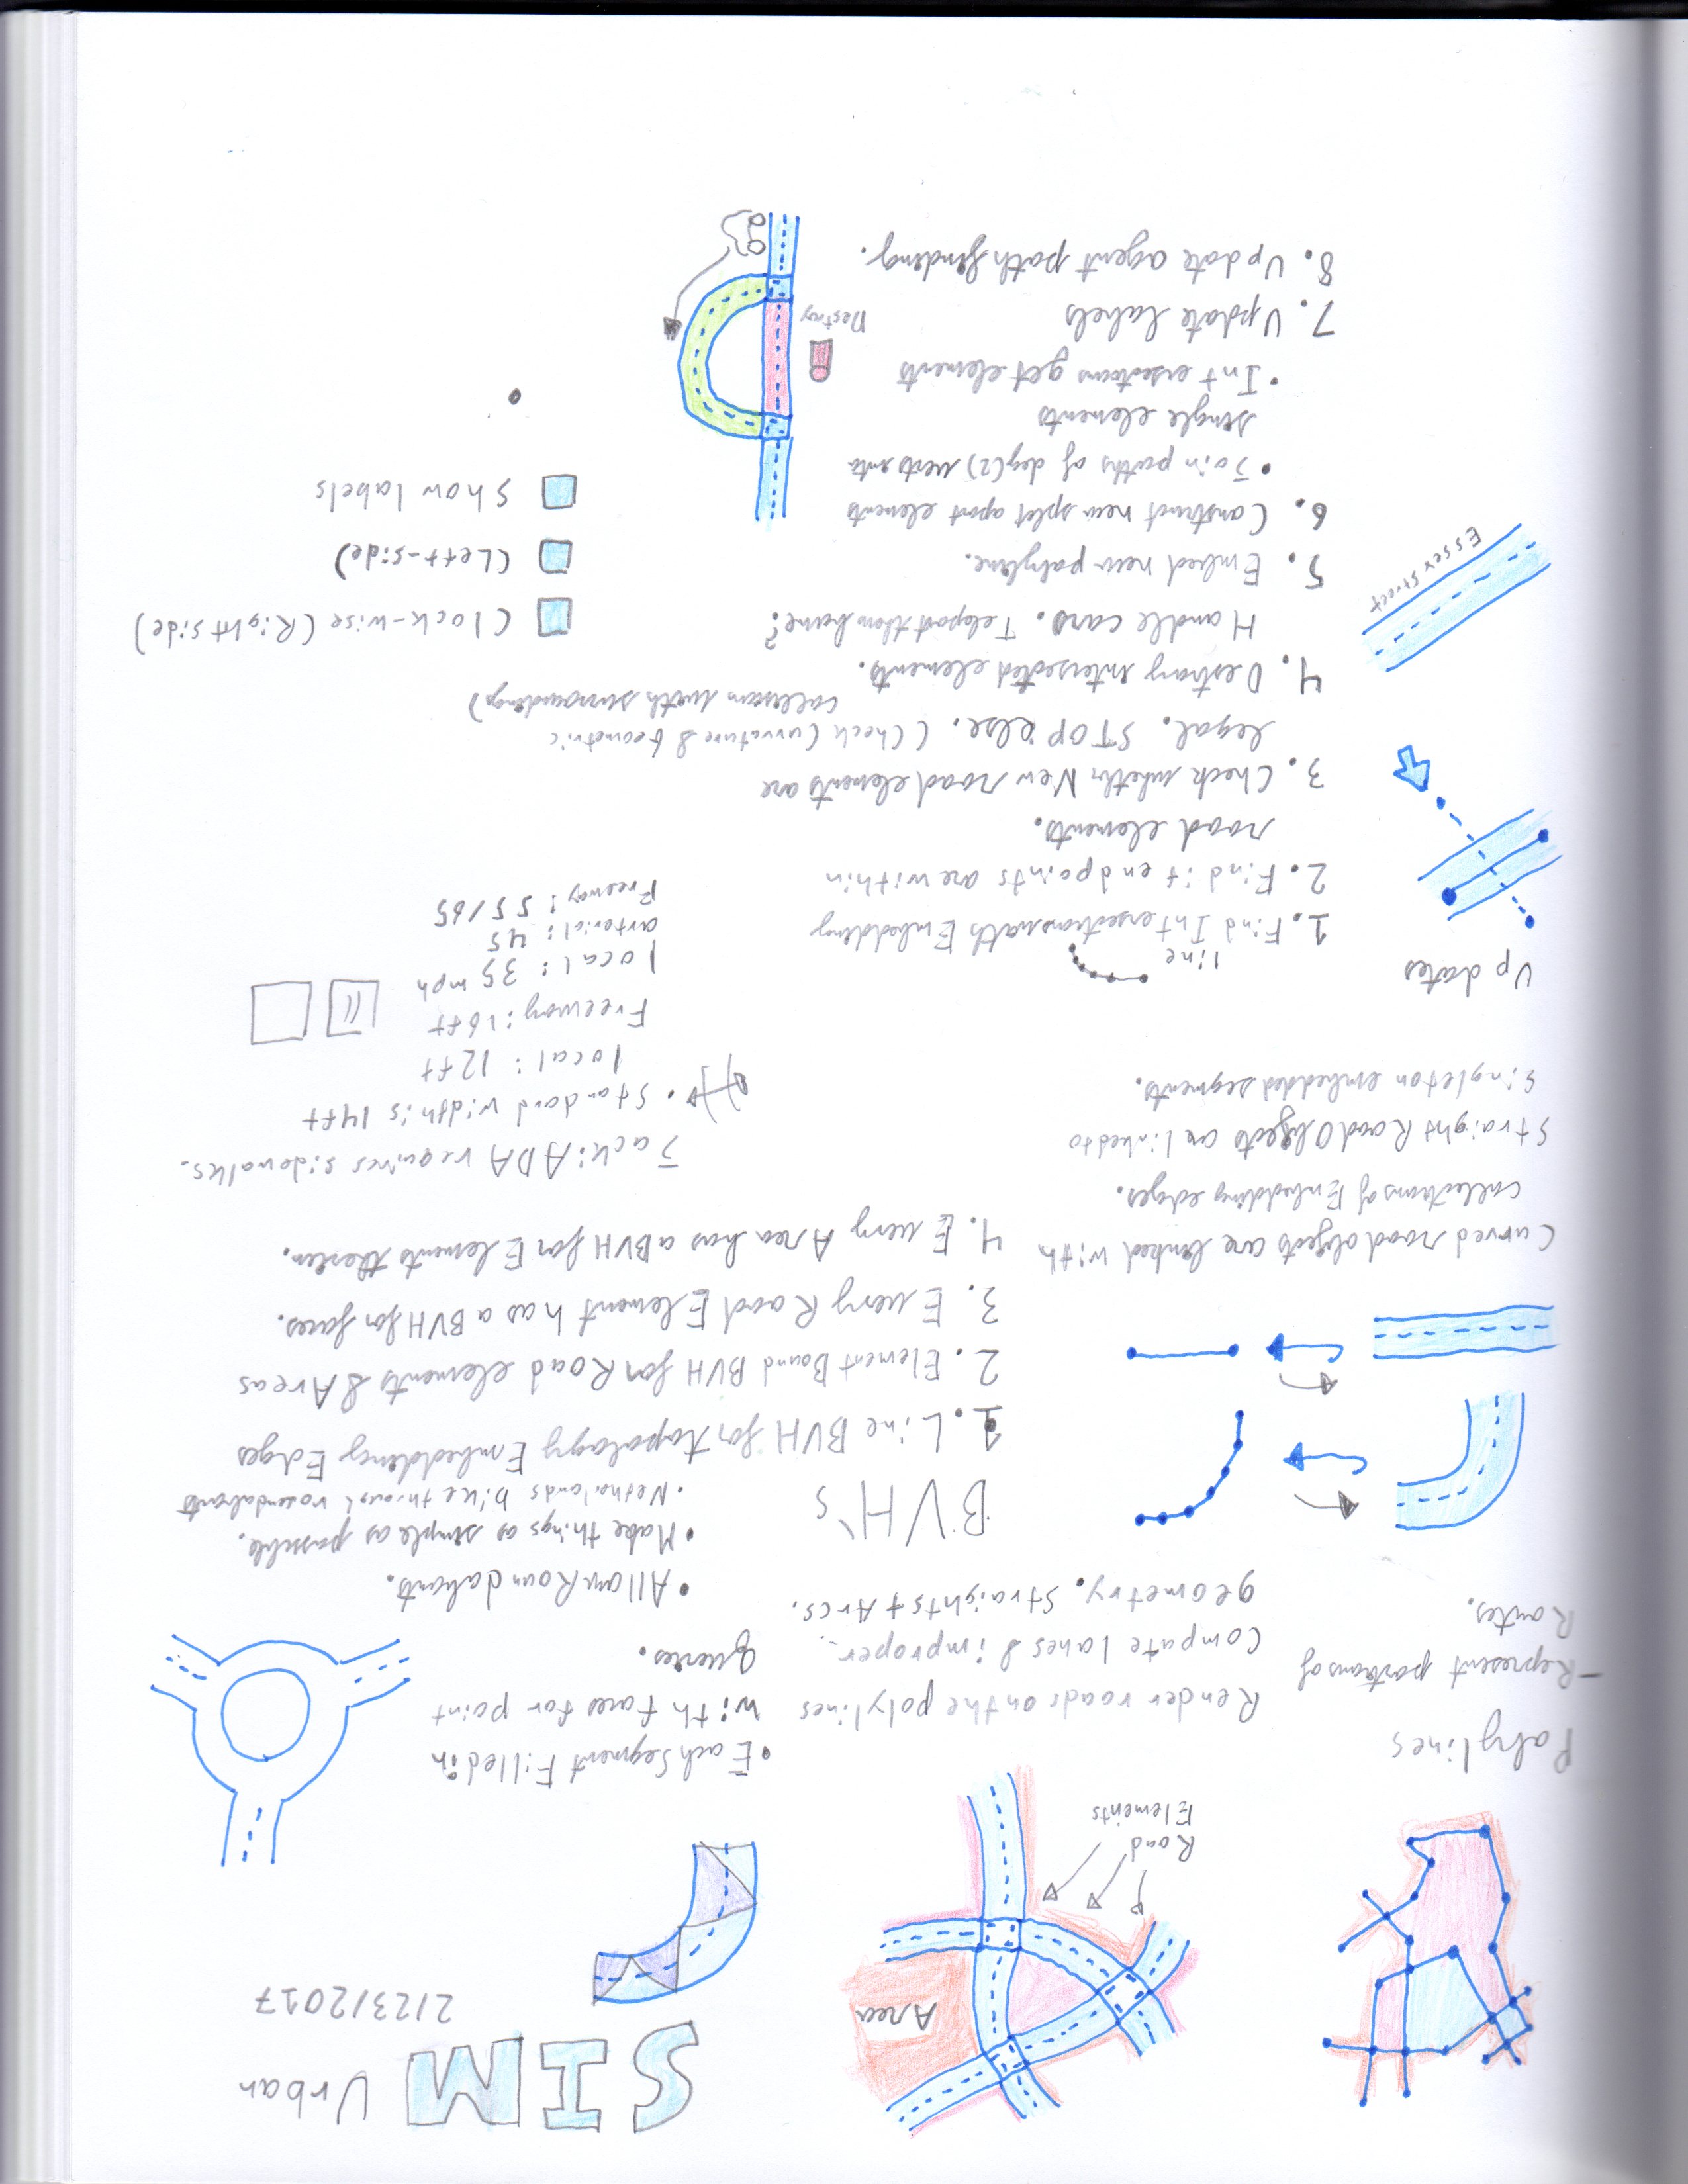 SIM Urban
2/23/2017
Area
Road
Elements
Polylines
- Represent portions of
Routes.
Render roads on the polylines
Compute lanes & improper
geometry. Straights + Arcs.
• Each Segment Filled in
with faces for point
queries.
• Allow Roundabouts.
• Make things as simple as possible.
• Netherlands bike through roundabouts
BVH's
1. Line BVH for topology Embedding Edges
2. Element Bound BVH for Road elements & Areas
3. Every Road Element has a BVH for faces.
4. Every Area has a BVH for Elements therein.
Curved road objects are linked with
collections of Embedding edges.
Straight Road Objects are linked to
singleton embedded segments.
Jack: ADA requires sidewalks.
• Standard width is 14ft
local: 12ft
Freeway: 16ft
local: 35 mph
arterial: 45
Freeway: 55/65
Updates
line
1. Find Intersections with Embedding
2. Find if endpoints are within
road elements.
3. Check whether New road elements are
legal. STOP else. (Check Curvature & Geometric
collision with surroundings)
4. Destroy intersected elements.
Handle cars. Teleport them home?
5. Embed new polyline.
6. Construct new split apart elements
• Join paths of deg(2) verts into
single elements
• Intersections get elements
7. Update labels
8. Update agent path finding.
Essex Street
Destroy
Clock-wise (Right side)
(Left-side)
Show labels